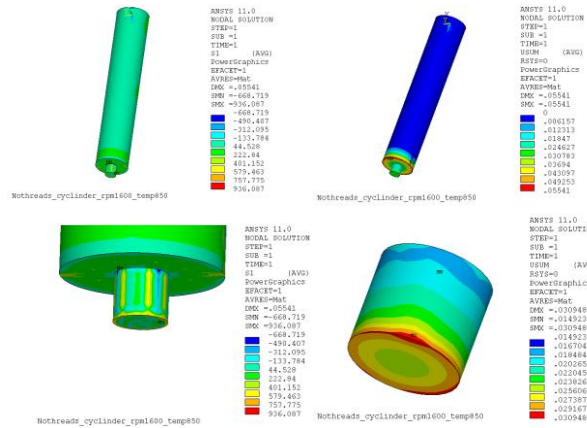 ANSYS 11.0
NODAL SOLUTION
STEP=1
SUB =1
TIME=1
S1 (AVG)
PowerGraphics
EFACET=1
AVRES=Mat
DMX =.05541
SMN =-668.719
SMX =936.087
-668.719
-490.407
-312.095
-133.784
44.528
222.84
401.152
579.463
757.775
936.087
Nothreads_cyclinder_rpm1600_temp850
ANSYS 11.0
NODAL SOLUTION
STEP=1
SUB =1
TIME=1
USUM (AVG)
RSYS=0
PowerGraphics
EFACET=1
AVRES=Mat
DMX =.05541
SMX =.05541
0
.006157
.012313
.01847
.024627
.030783
.03694
.043097
.049253
.05541
Nothreads_cyclinder_rpm1600_temp850
ANSYS 11.0
NODAL SOLUTION
STEP=1
SUB =1
TIME=1
S1 (AVG)
PowerGraphics
EFACET=1
AVRES=Mat
DMX =.05541
SMN =-668.719
SMX =936.087
-668.719
-490.407
-312.095
-133.784
44.528
222.84
401.152
579.463
757.775
936.087
Nothreads_cyclinder_rpm1600_temp850
ANSYS 11.0
NODAL SOLUTI
STEP=1
SUB =1
TIME=1
USUM (AV
RSYS=0
PowerGraphic
EFACET=1
AVRES=Mat
DMX =.030948
SMN =.014923
SMX =.030948
.014923
.016704
.018484
.020265
.022045
.023826
.025606
.027387
.029167
.030948
Nothreads_cyclinder_rpm1600_temp850